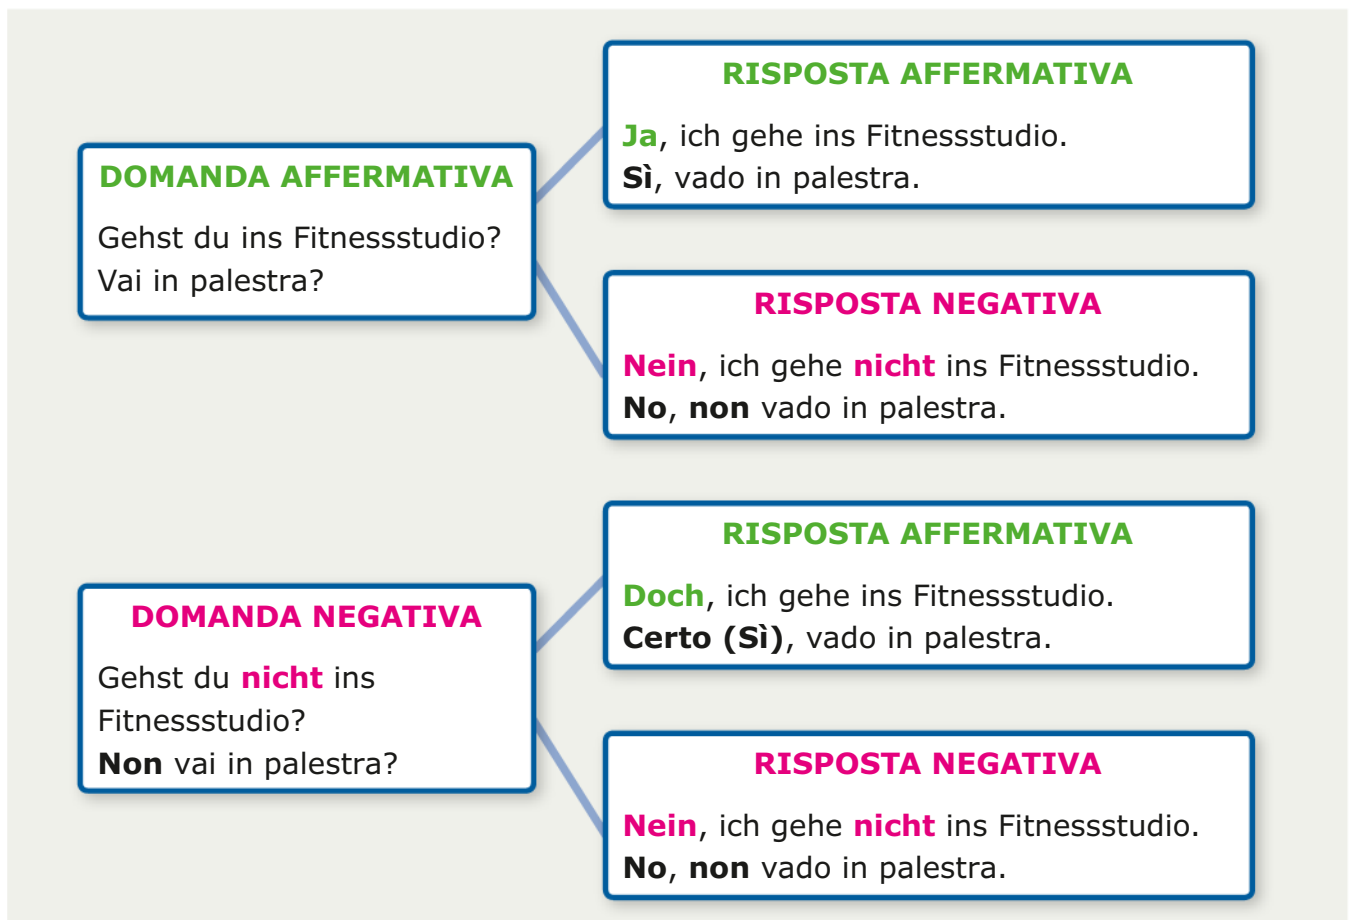 DOMANDA AFFERMATIVA
Gehst du ins Fitnessstudio?
Vai in palestra?
RISPOSTA AFFERMATIVA
Ja, ich gehe ins Fitnessstudio.
Sì, vado in palestra.
RISPOSTA NEGATIVA
Nein, ich gehe nicht ins Fitnessstudio.
No, non vado in palestra.
DOMANDA NEGATIVA
Gehst du nicht ins
Fitnessstudio?
Non vai in palestra?
RISPOSTA AFFERMATIVA
Doch, ich gehe ins Fitnessstudio.
Certo (Sì), vado in palestra.
RISPOSTA NEGATIVA
Nein, ich gehe nicht ins Fitnessstudio.
No, non vado in palestra.